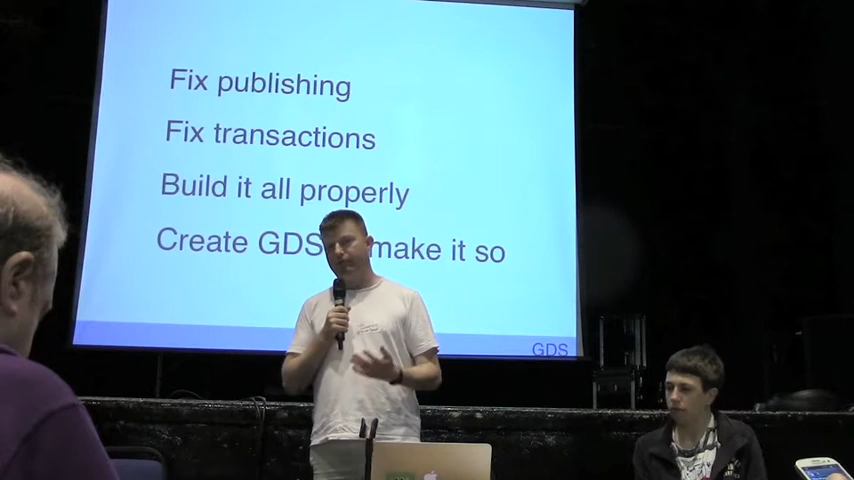 Fix publishing
Fix transactions
Build it all properly
Create GDS make it so
GDS